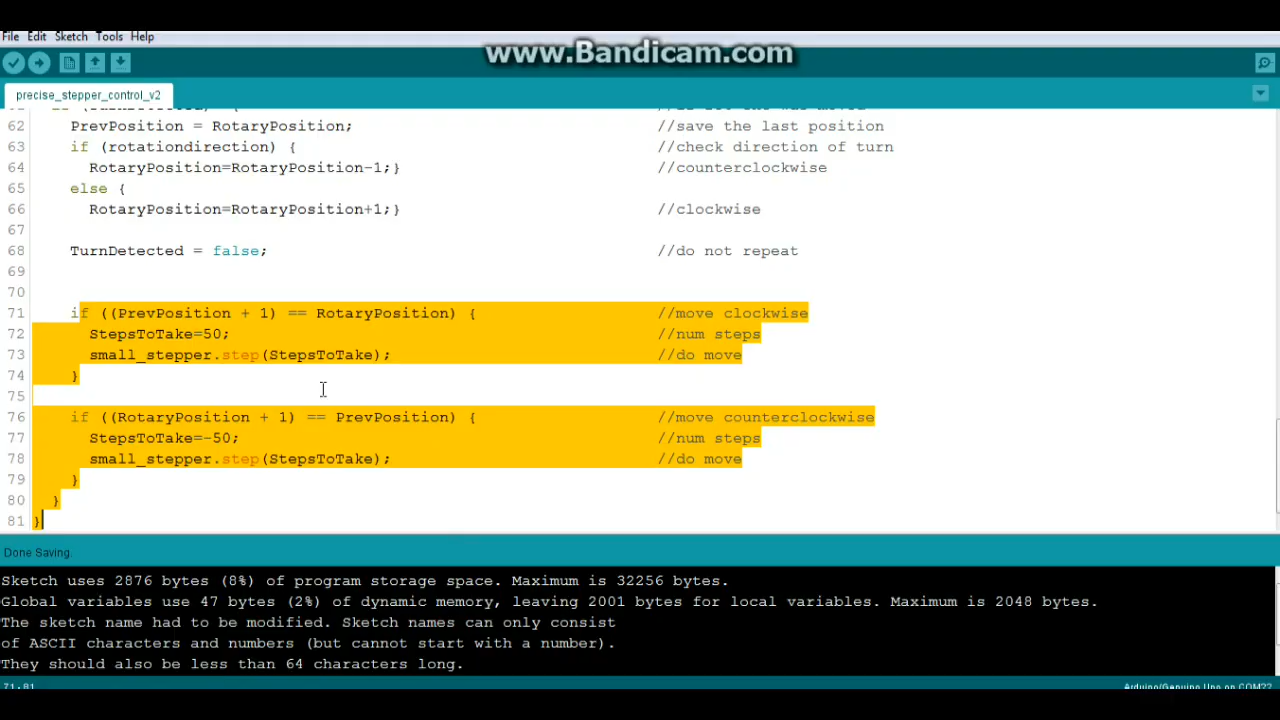 File Edit Sketch Tools Help
www.Bandicam.com
precise_stepper_control_v2
62 PrevPosition = RotaryPosition; //save the last position
63 if (rotationdirection) { //check direction of turn
64 RotaryPosition=RotaryPosition-1;} //counterclockwise
65 else {
66 RotaryPosition=RotaryPosition+1;} //clockwise
67
68 TurnDetected = false; //do not repeat
69
70
71 if ((PrevPosition + 1) == RotaryPosition) { //move clockwise
72 StepsToTake=50; //num steps
73 small_stepper.step(StepsToTake); //do move
74 }
75
76 if ((RotaryPosition + 1) == PrevPosition) { //move counterclockwise
77 StepsToTake=-50; //num steps
78 small_stepper.step(StepsToTake); //do move
79 }
80 }
81 }
Done Saving.
Sketch uses 2876 bytes (8%) of program storage space. Maximum is 32256 bytes.
Global variables use 47 bytes (2%) of dynamic memory, leaving 2001 bytes for local variables. Maximum is 2048 bytes.
The sketch name had to be modified. Sketch names can only consist
of ASCII characters and numbers (but cannot start with a number).
They should also be less than 64 characters long.
Arduino/Genuino Uno on COM22